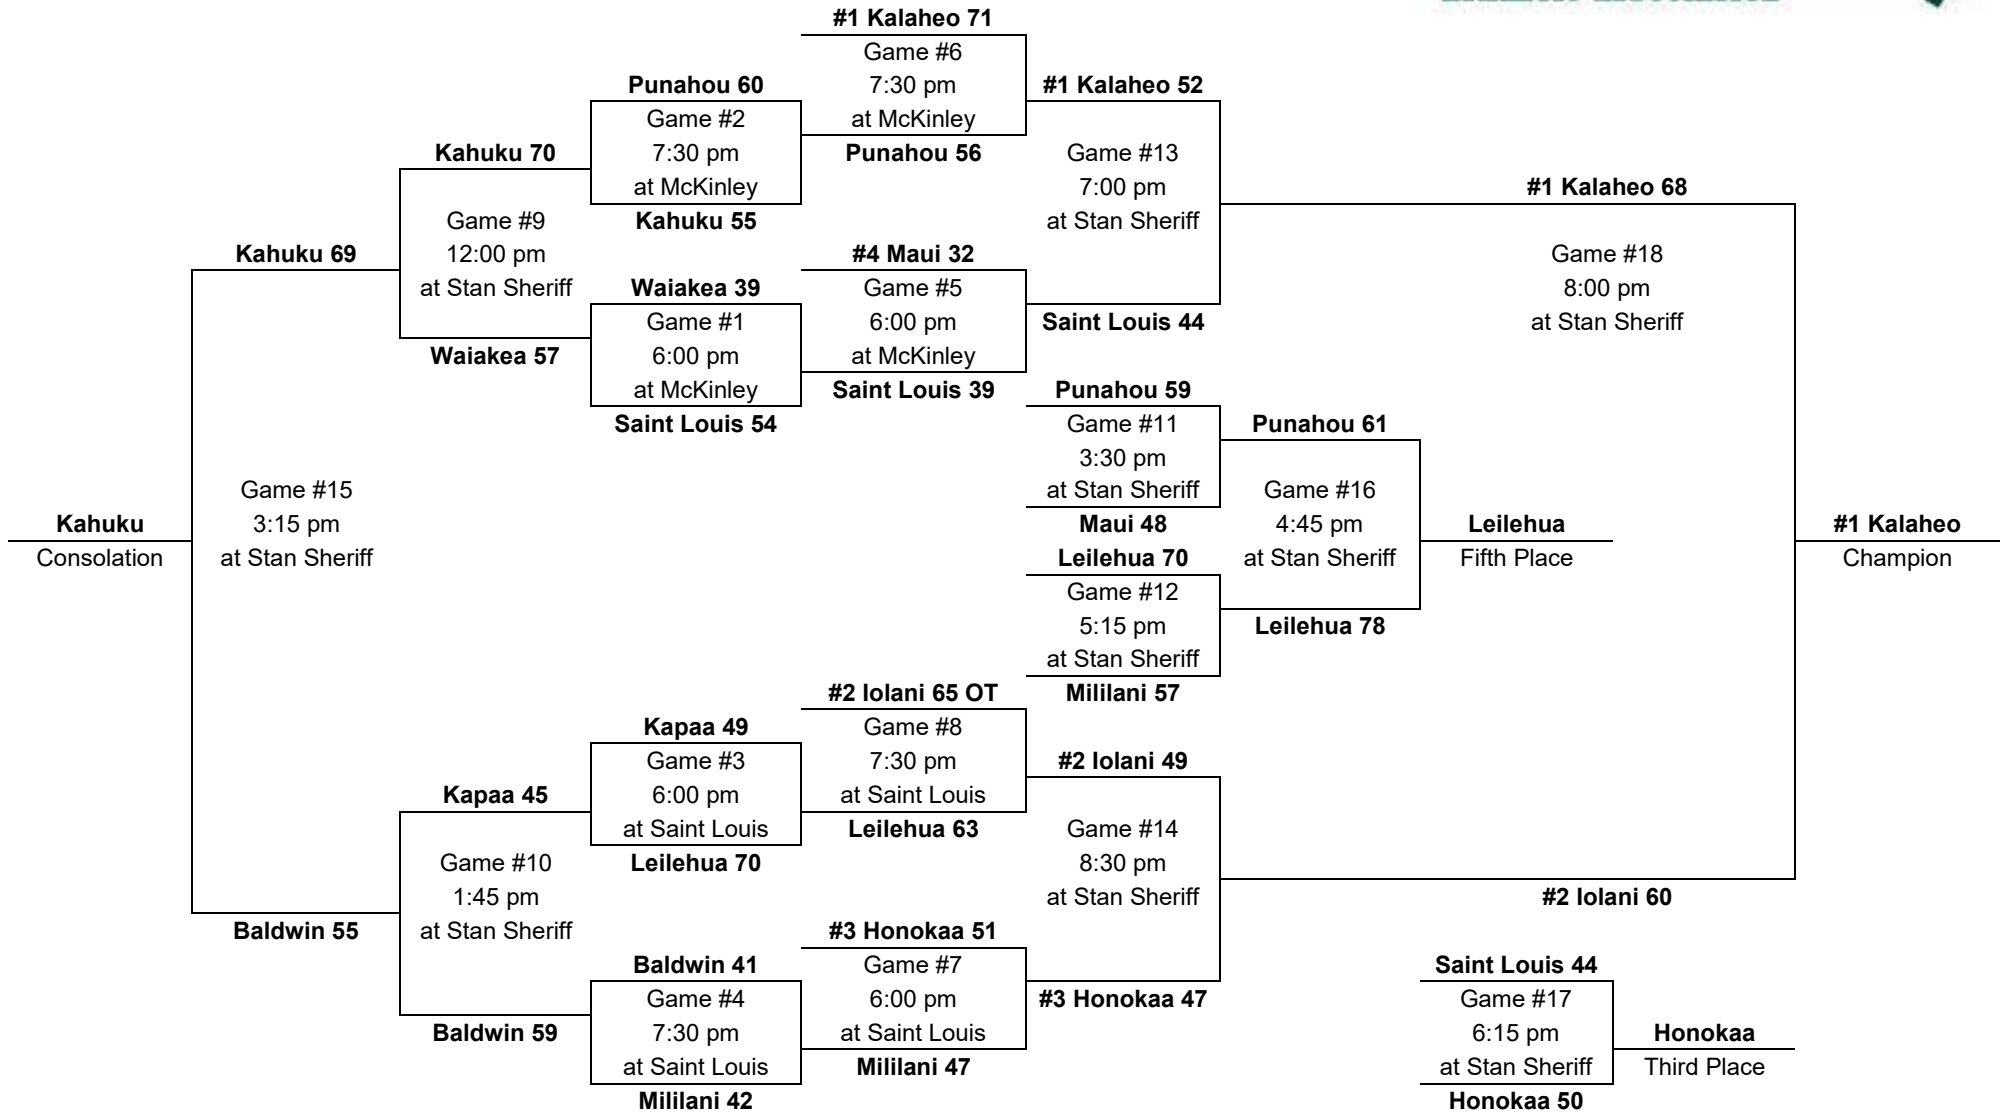 #1 Kalaheo 71
Game #6
7:30 pm
at McKinley
Punahou 56
Punahou 60
Game #2
7:30 pm
at McKinley
Kahuku 55
#1 Kalaheo 52
Game #13
7:00 pm
at Stan Sheriff
Saint Louis 44
Kahuku 70
Game #9
12:00 pm
at Stan Sheriff
Waiakea 57
#1 Kalaheo 68
Game #18
8:00 pm
at Stan Sheriff
#2 Iolani 60
Kahuku 69
Game #15
3:15 pm
at Stan Sheriff
Baldwin 55
#4 Maui 32
Game #5
6:00 pm
at McKinley
Saint Louis 39
Waiakea 39
Game #1
6:00 pm
at McKinley
Saint Louis 54
Punahou 59
Game #11
3:30 pm
at Stan Sheriff
Maui 48
Punahou 61
Game #16
4:45 pm
at Stan Sheriff
Leilehua 78
Kahuku
Consolation
Leilehua
Fifth Place
#1 Kalaheo
Champion
Leilehua 70
Game #12
5:15 pm
at Stan Sheriff
Mililani 57
#2 Iolani 65 OT
Game #8
7:30 pm
at Saint Louis
Leilehua 63
Kapaa 49
Game #3
6:00 pm
at Saint Louis
Leilehua 70
#2 Iolani 49
Game #14
8:30 pm
at Stan Sheriff
#3 Honokaa 47
Kapaa 45
Game #10
1:45 pm
at Stan Sheriff
Baldwin 59
#3 Honokaa 51
Game #7
6:00 pm
at Saint Louis
Mililani 47
Baldwin 41
Game #4
7:30 pm
at Saint Louis
Mililani 42
Saint Louis 44
Game #17
6:15 pm
at Stan Sheriff
Honokaa 50
Honokaa
Third Place